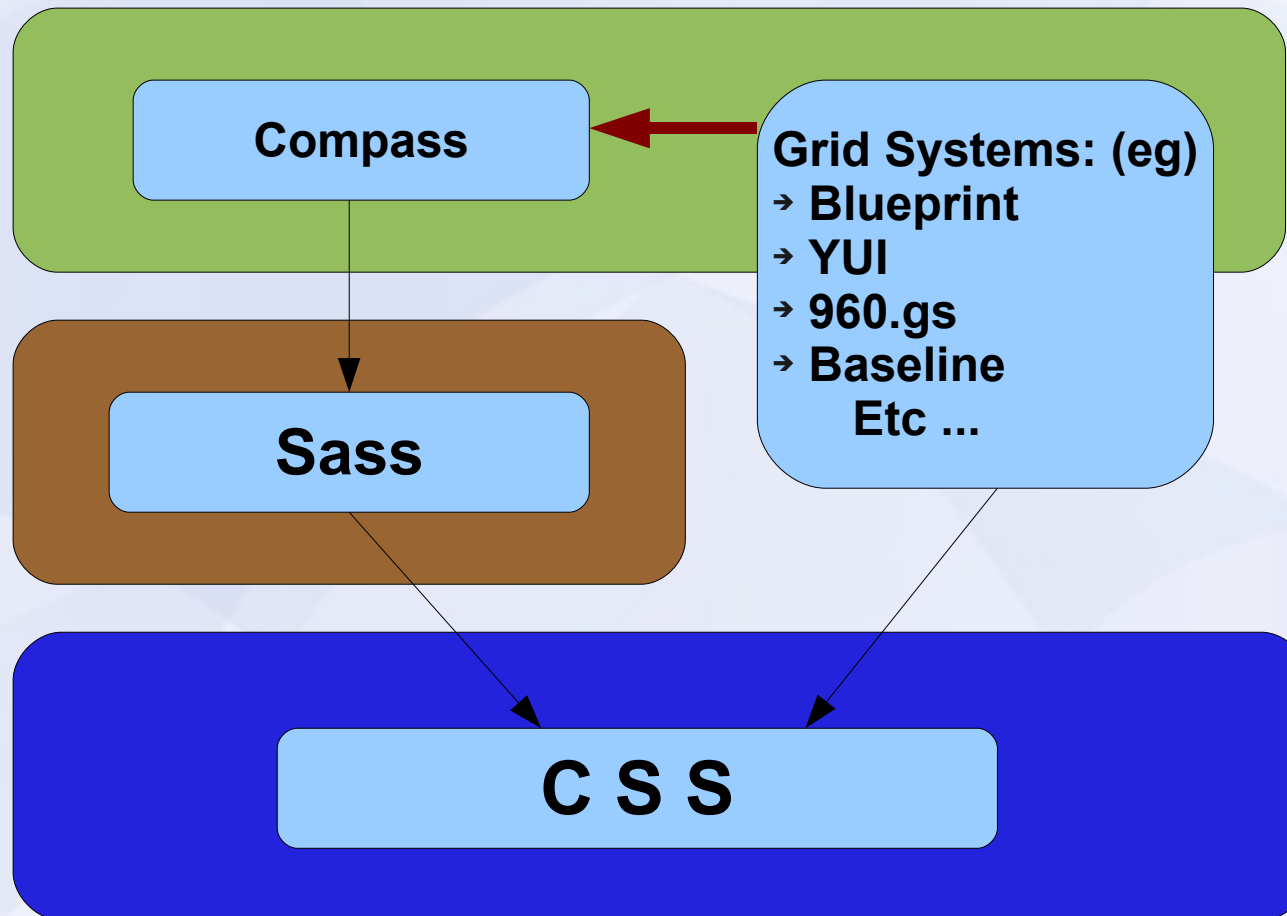 Compass
Grid Systems: (eg)
➔ Blueprint
➔ YUI
➔ 960.gs
➔ Baseline
Etc ...
Sass
C S S